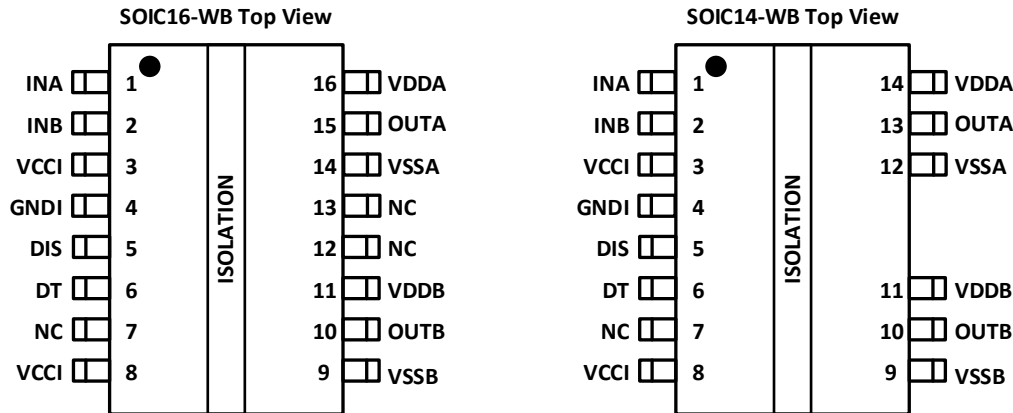 SOIC16-WB Top View
INA 1 16 VDDA
INB 2 15 OUTA
VCCI 3 14 VSSA
GNDI 4 13 NC
DIS 5 12 NC
DT 6 11 VDDB
NC 7 10 OUTB
VCCI 8 9 VSSB
ISOLATION
SOIC14-WB Top View
INA 1 14 VDDA
INB 2 13 OUTA
VCCI 3 12 VSSA
GNDI 4
DIS 5
DT 6 11 VDDB
NC 7 10 OUTB
VCCI 8 9 VSSB
ISOLATION